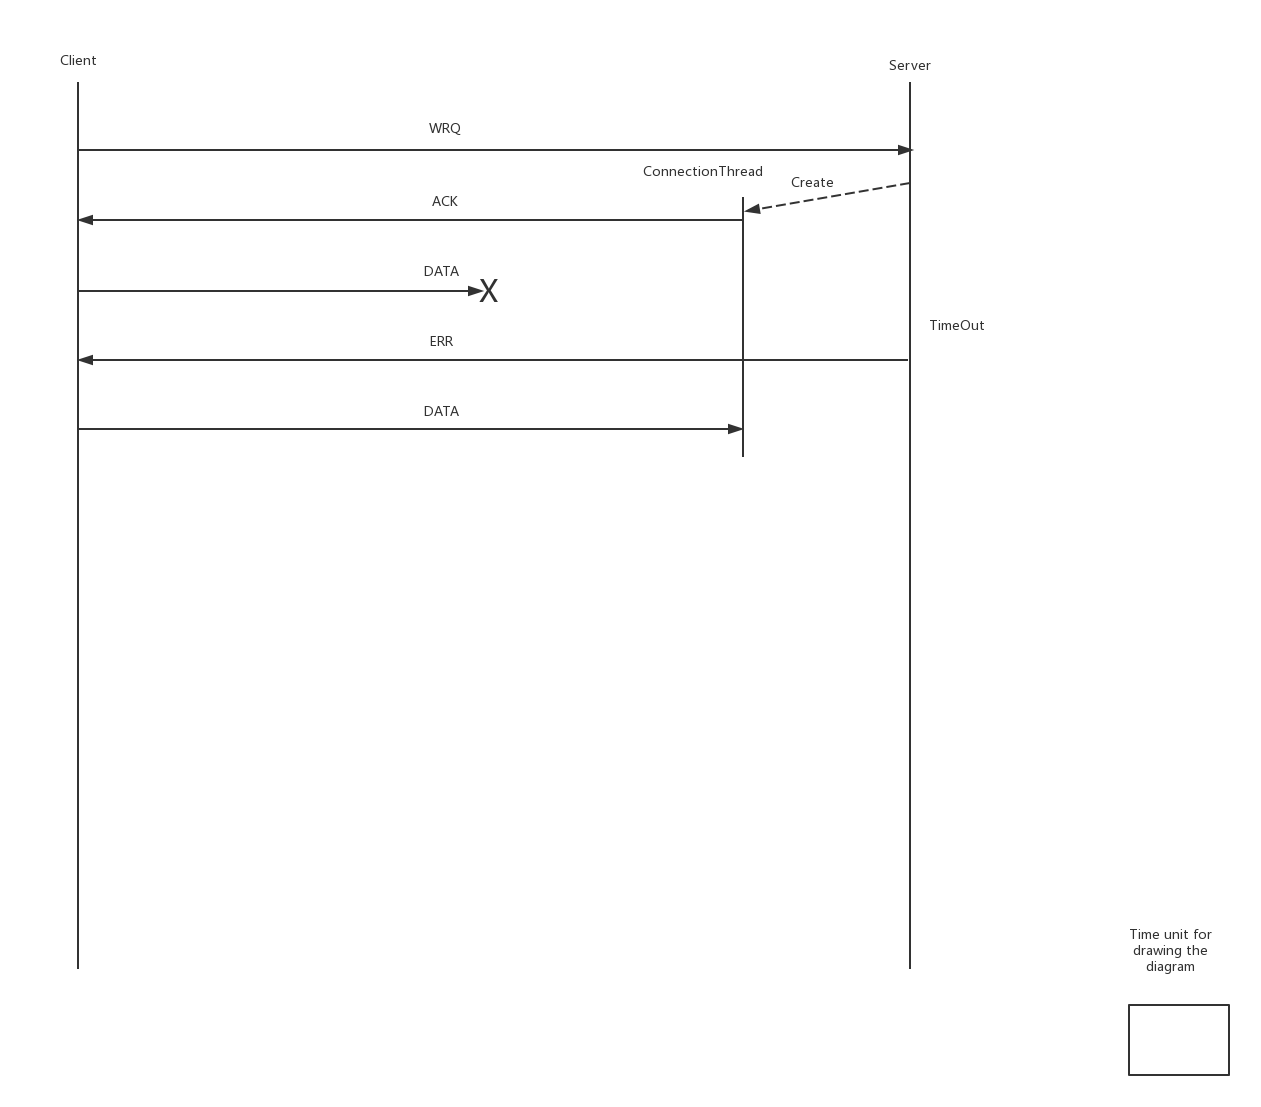 Client
Server
WRQ
ConnectionThread
Create
ACK
DATA
X
TimeOut
ERR
DATA
Time unit for
drawing the
diagram